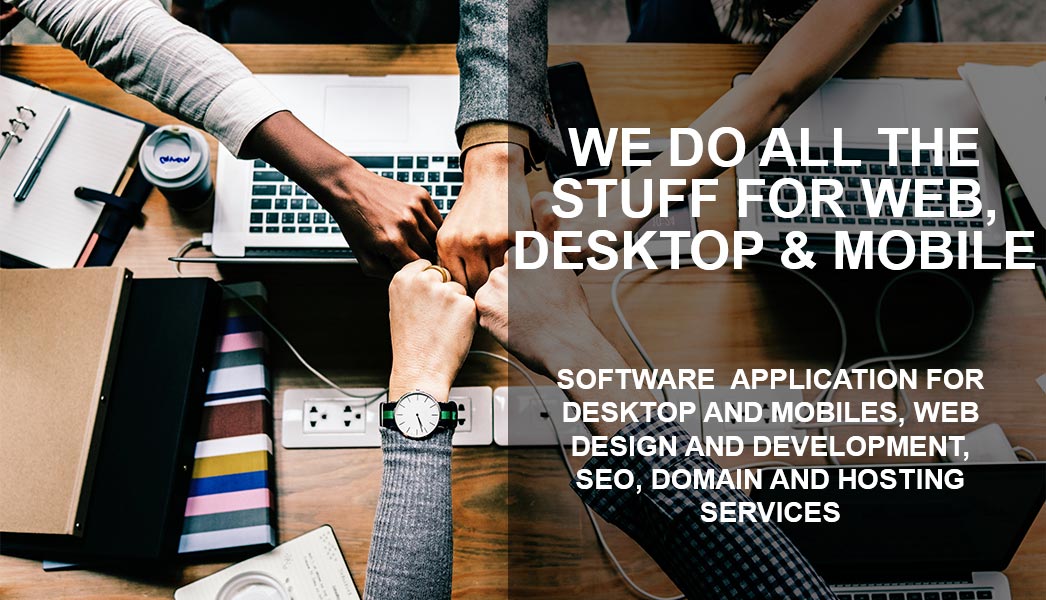 WE DO ALL THE
STUFF FOR WEB,
DESKTOP & MOBILE
SOFTWARE APPLICATION FOR
DESKTOP AND MOBILES, WEB
DESIGN AND DEVELOPMENT,
SEO, DOMAIN AND HOSTING
SERVICES